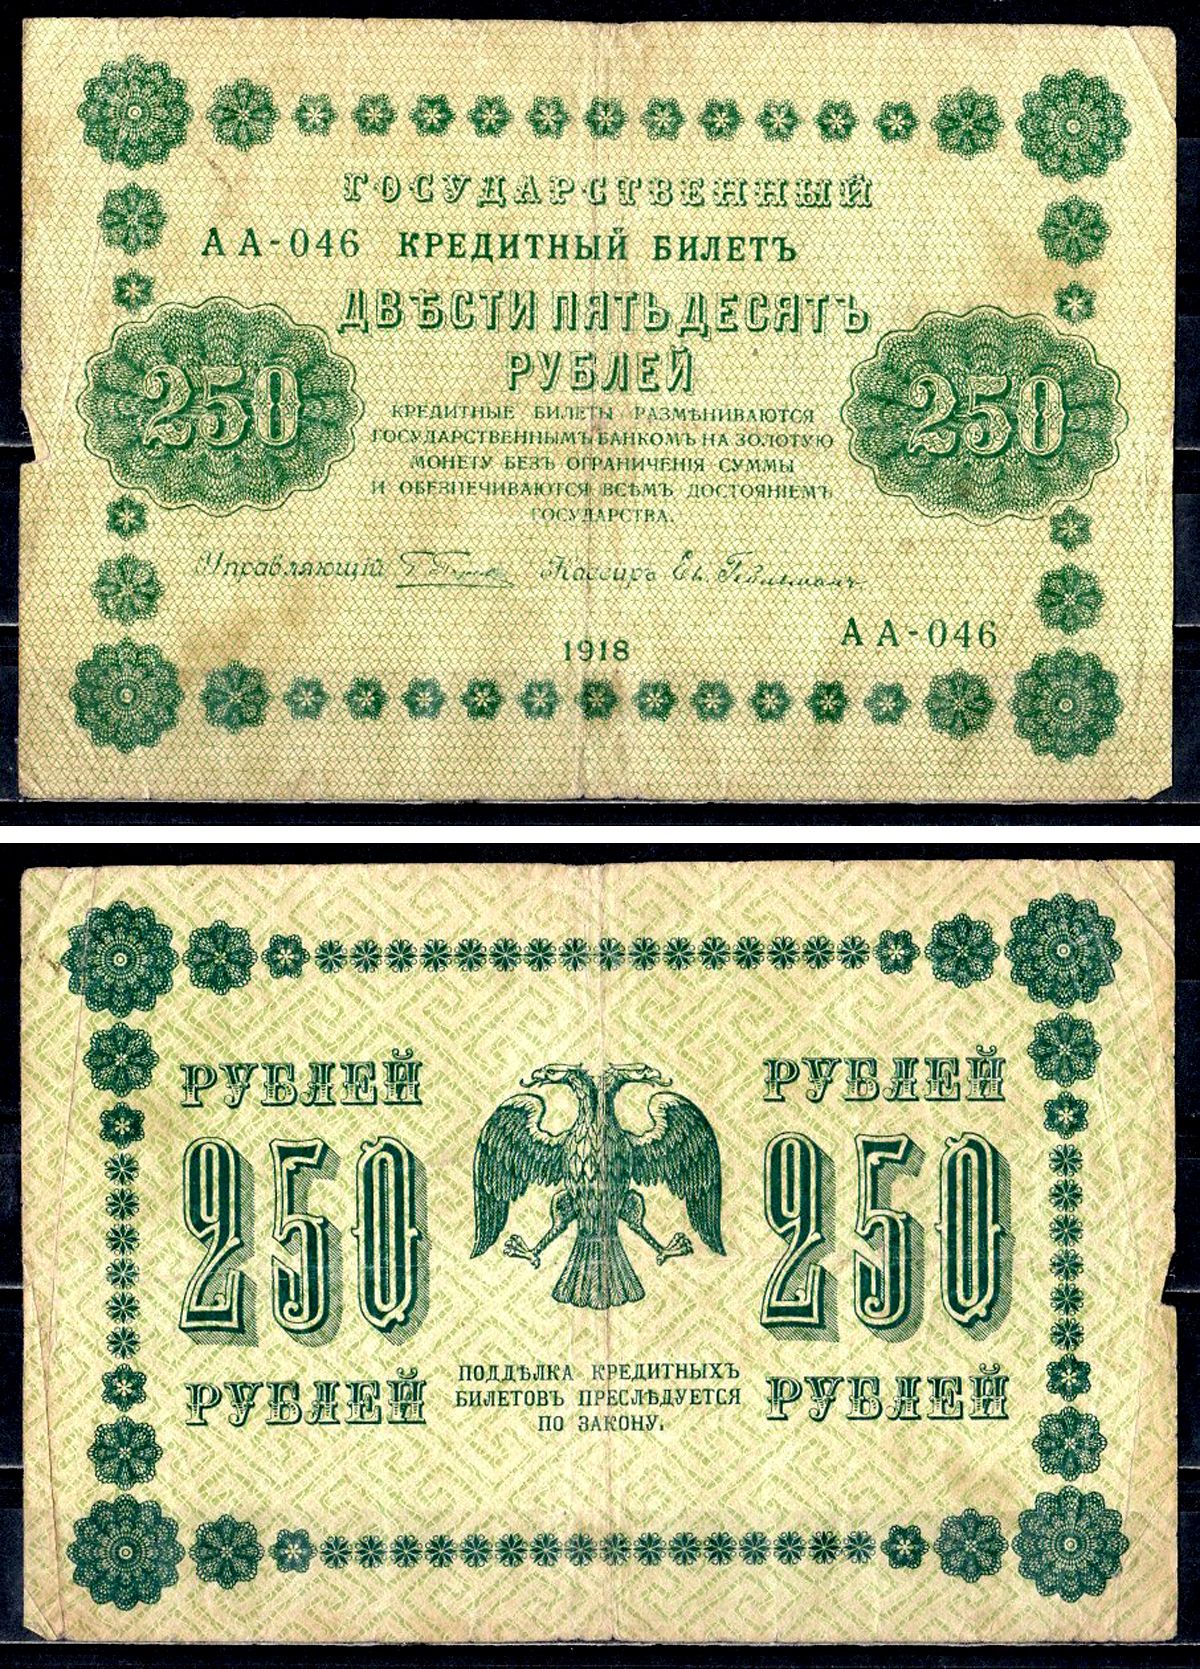 ГОСУДАРСТВЕННЫЙ
АА-046 КРЕДИТНЫЙ БИЛЕТЪ
ДВѢСТИ ПЯТЬДЕСЯТЪ
РУБЛЕЙ
250
250
КРЕДИТНЫЕ БИЛЕТЫ РАЗМѢНИВАЮТСЯ
ГОСУДАРСТВЕННЫМЪ БАНКОМЪ НА ЗОЛОТУЮ
МОНЕТУ БЕЗЪ ОГРАНИЧЕНІЯ СУММЫ
И ОБЕЗПЕЧИВАЮТСЯ ВСѢМЪ ДОСТОЯНІЕМЪ
ГОСУДАРСТВА.
Управляющій Кассиръ Ев. Гейльманъ
АА-046
1918
РУБЛЕЙ РУБЛЕЙ
250 250
РУБЛЕЙ РУБЛЕЙ
ПОДДѢЛКА КРЕДИТНЫХЪ
БИЛЕТОВЪ ПРЕСЛѢДУЕТСЯ
ПО ЗАКОНУ.